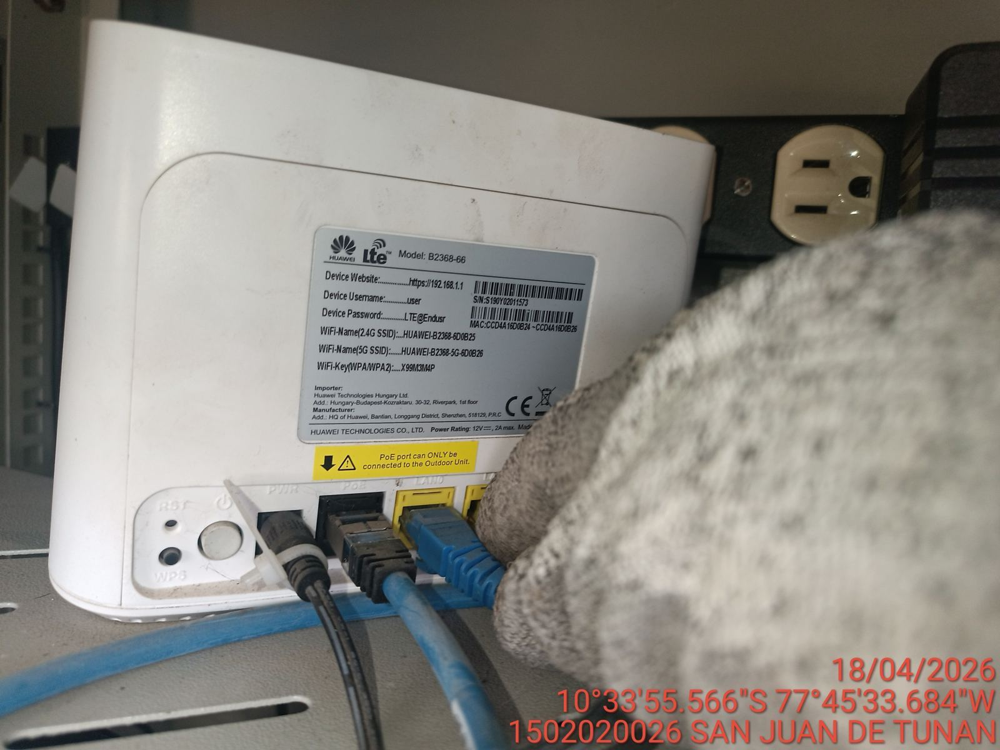 HUAWEI Lte™ Model: B2368-66
Device Website:................https://192.168.1.1
Device Username:............user
Device Password:............LTE@Endusr
S/N:S190Y02011573
MAC:CCD4A16D0B24 ~CCD4A16D0B26
WiFi-Name(2.4G SSID):...HUAWEI-B2368-6D0B25
WiFi-Name(5G SSID):......HUAWEI-B2368-5G-6D0B26
WiFi-Key(WPA/WPA2):....X99M3M4P
Importer:
Huawei Technologies Hungary Ltd.
Add.: Hungary-Budapest-Kozraktaru. 30-32, Riverpark, 1st floor
Manufacturer:
Add.: HQ of Huawei, Bantian, Longgang District, Shenzhen, 518129, P.R.C
CE
HUAWEI TECHNOLOGIES CO., LTD. Power Rating: 12V⎓, 2A max. Made
PoE port can ONLY be
connected to the Outdoor Unit.
PWR PoE LAN0
RST
WPS
18/04/2026
10°33'55.566"S 77°45'33.684"W
1502020026 SAN JUAN DE TUNAN